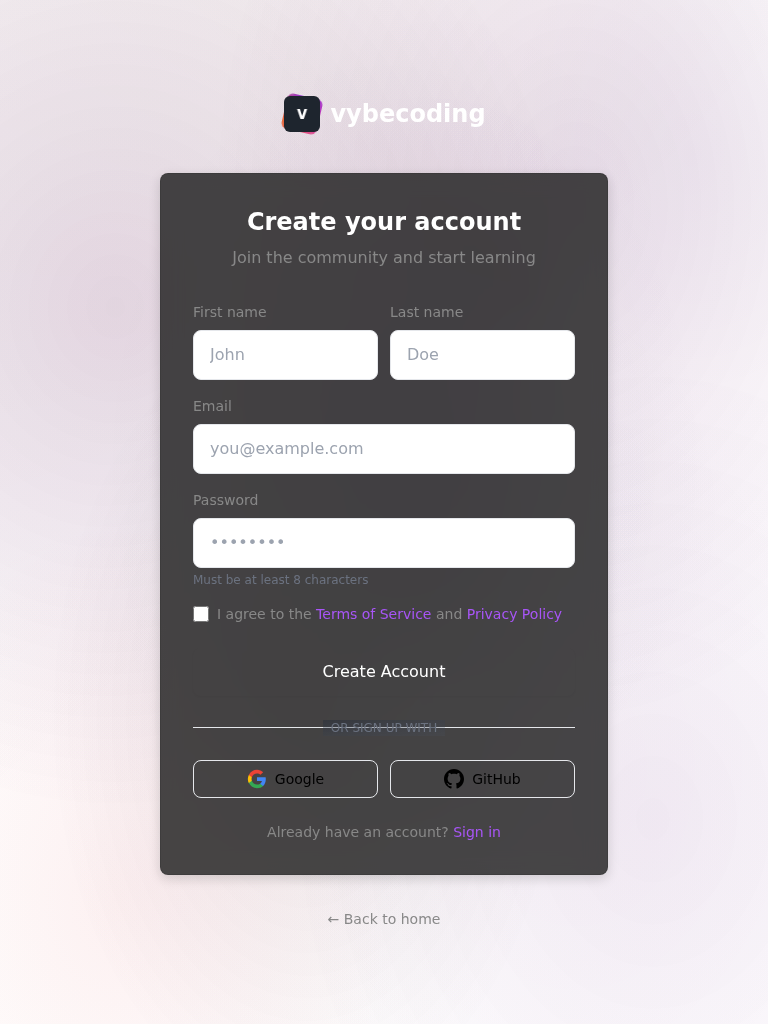 v vybecoding
Create your account
Join the community and start learning
First name Last name
John Doe
Email
you@example.com
Password
••••••••
Must be at least 8 characters
I agree to the Terms of Service and Privacy Policy
Create Account
OR SIGN UP WITH
Google GitHub
Already have an account? Sign in
← Back to home